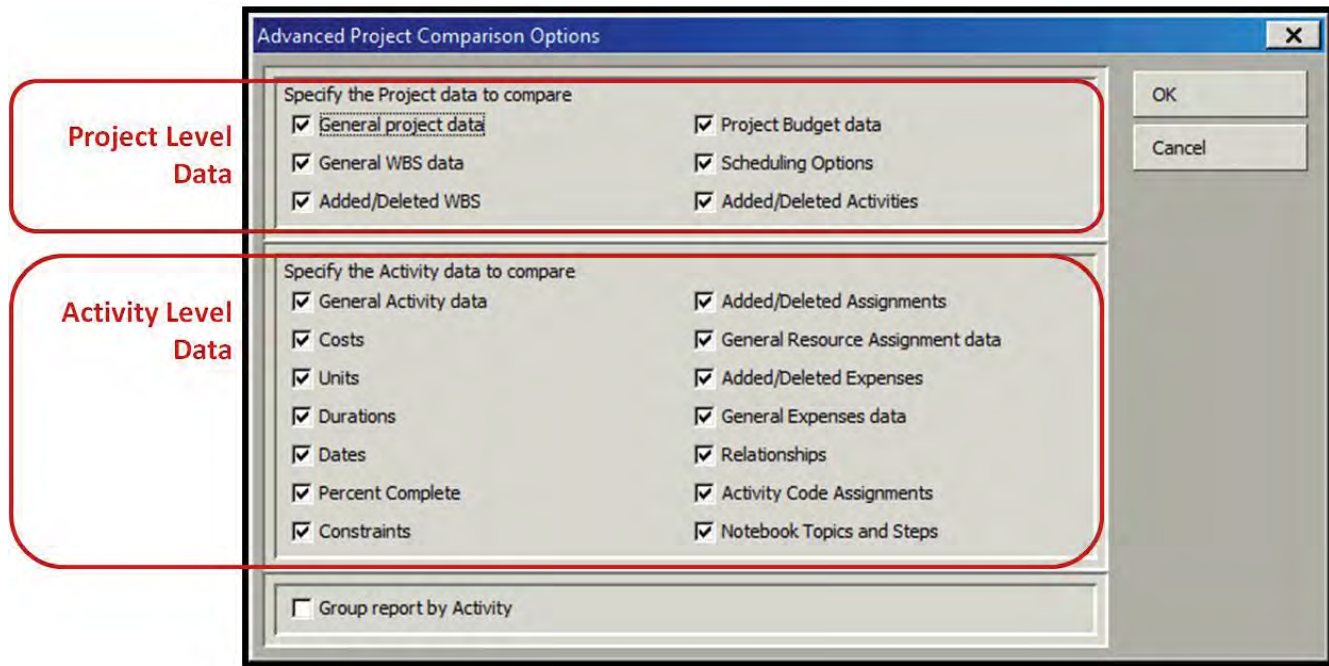 Advanced Project Comparison Options
Project Level
Data
Specify the Project data to compare
General project data
Project Budget data
General WBS data
Scheduling Options
Added/Deleted WBS
Added/Deleted Activities
OK
Cancel
Activity Level
Data
Specify the Activity data to compare
General Activity data
Added/Deleted Assignments
Costs
General Resource Assignment data
Units
Added/Deleted Expenses
Durations
General Expenses data
Dates
Relationships
Percent Complete
Activity Code Assignments
Constraints
Notebook Topics and Steps
Group report by Activity